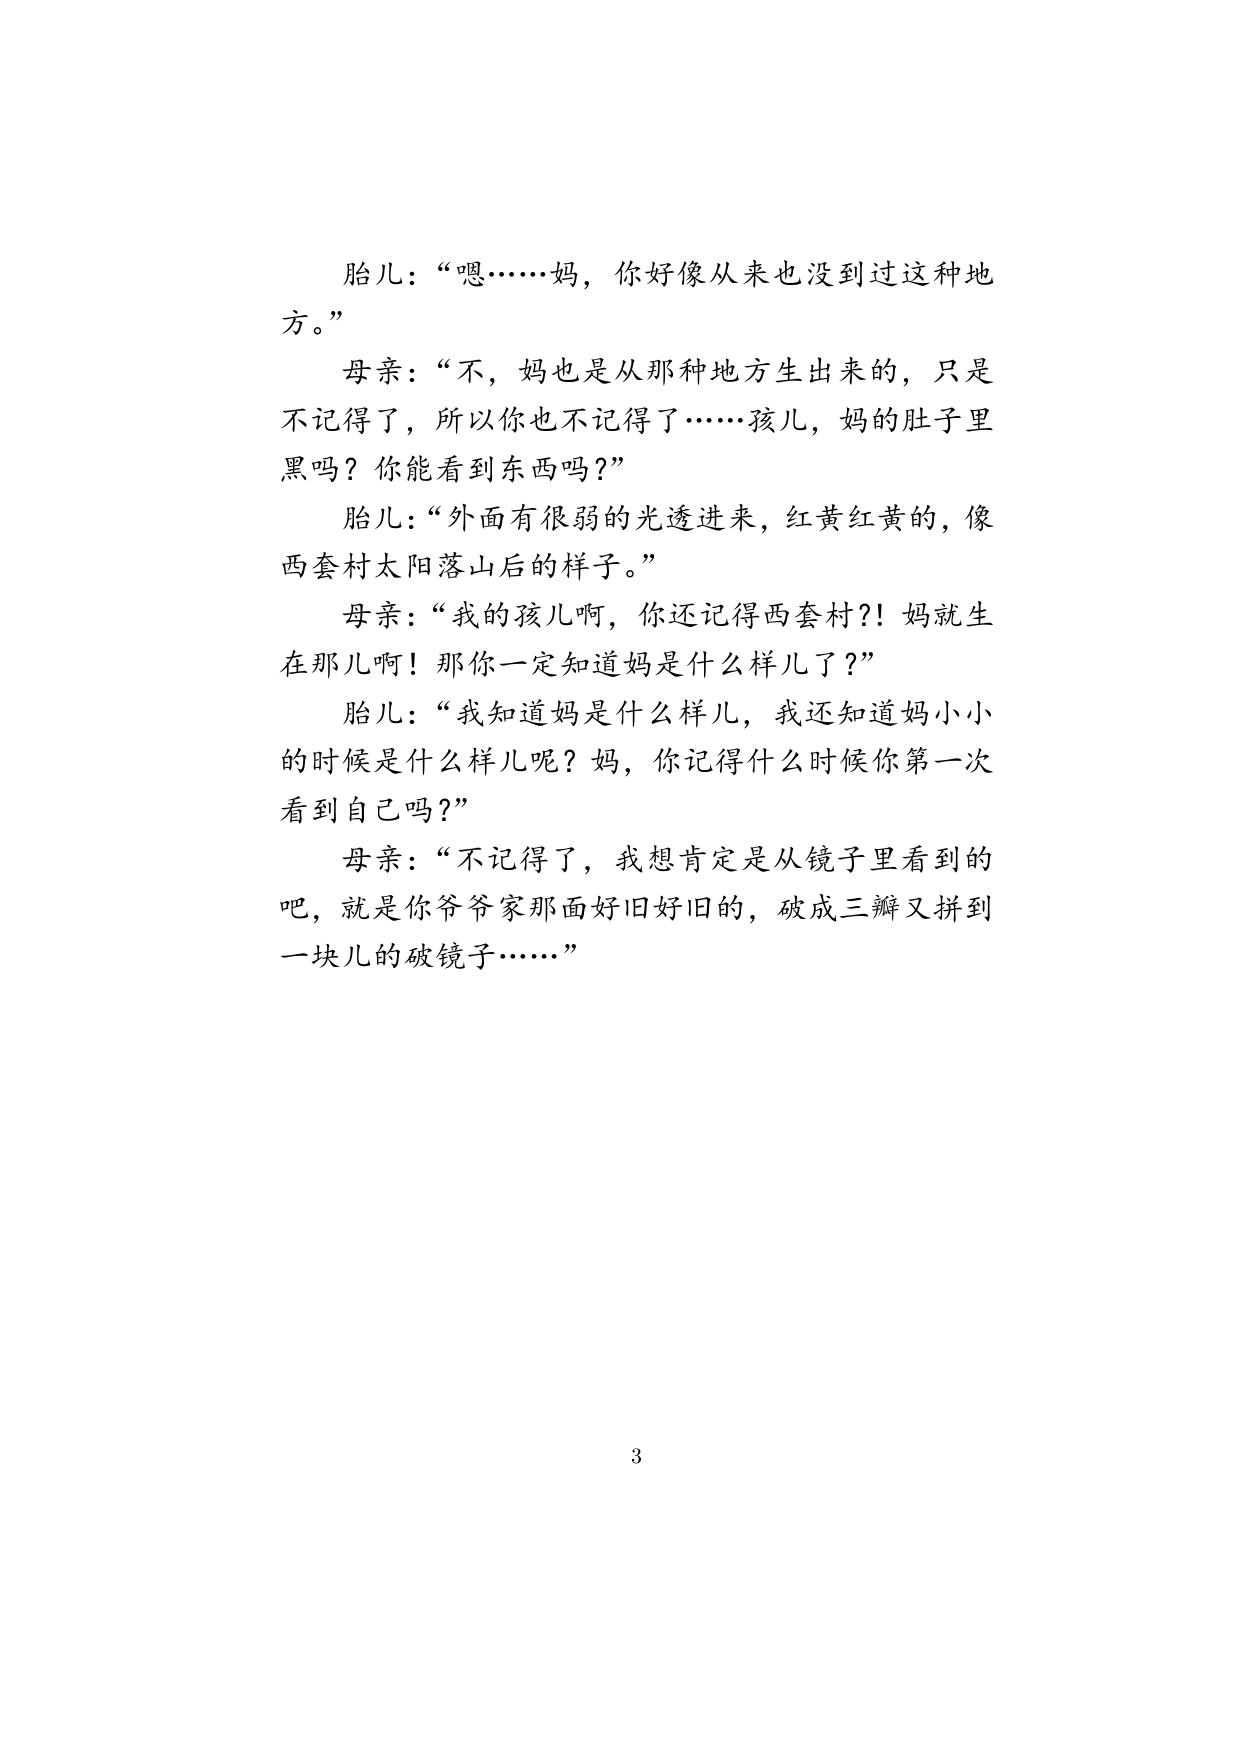 胎儿：“嗯……妈，你好像从来也没到过这种地
方。”
母亲：“不，妈也是从那种地方生出来的，只是
不记得了，所以你也不记得了……孩儿，妈的肚子里
黑吗？你能看到东西吗？”
胎儿：“外面有很弱的光透进来，红黄红黄的，像
西套村太阳落山后的样子。”
母亲：“我的孩儿啊，你还记得西套村？！妈就生
在那儿啊！那你一定知道妈是什么样儿了？”
胎儿：“我知道妈是什么样儿，我还知道妈小小
的时候是什么样儿呢？妈，你记得什么时候你第一次
看到自己吗？”
母亲：“不记得了，我想肯定是从镜子里看到的
吧，就是你爷爷家那面好旧好旧的，破成三瓣又拼到
一块儿的破镜子……”
3